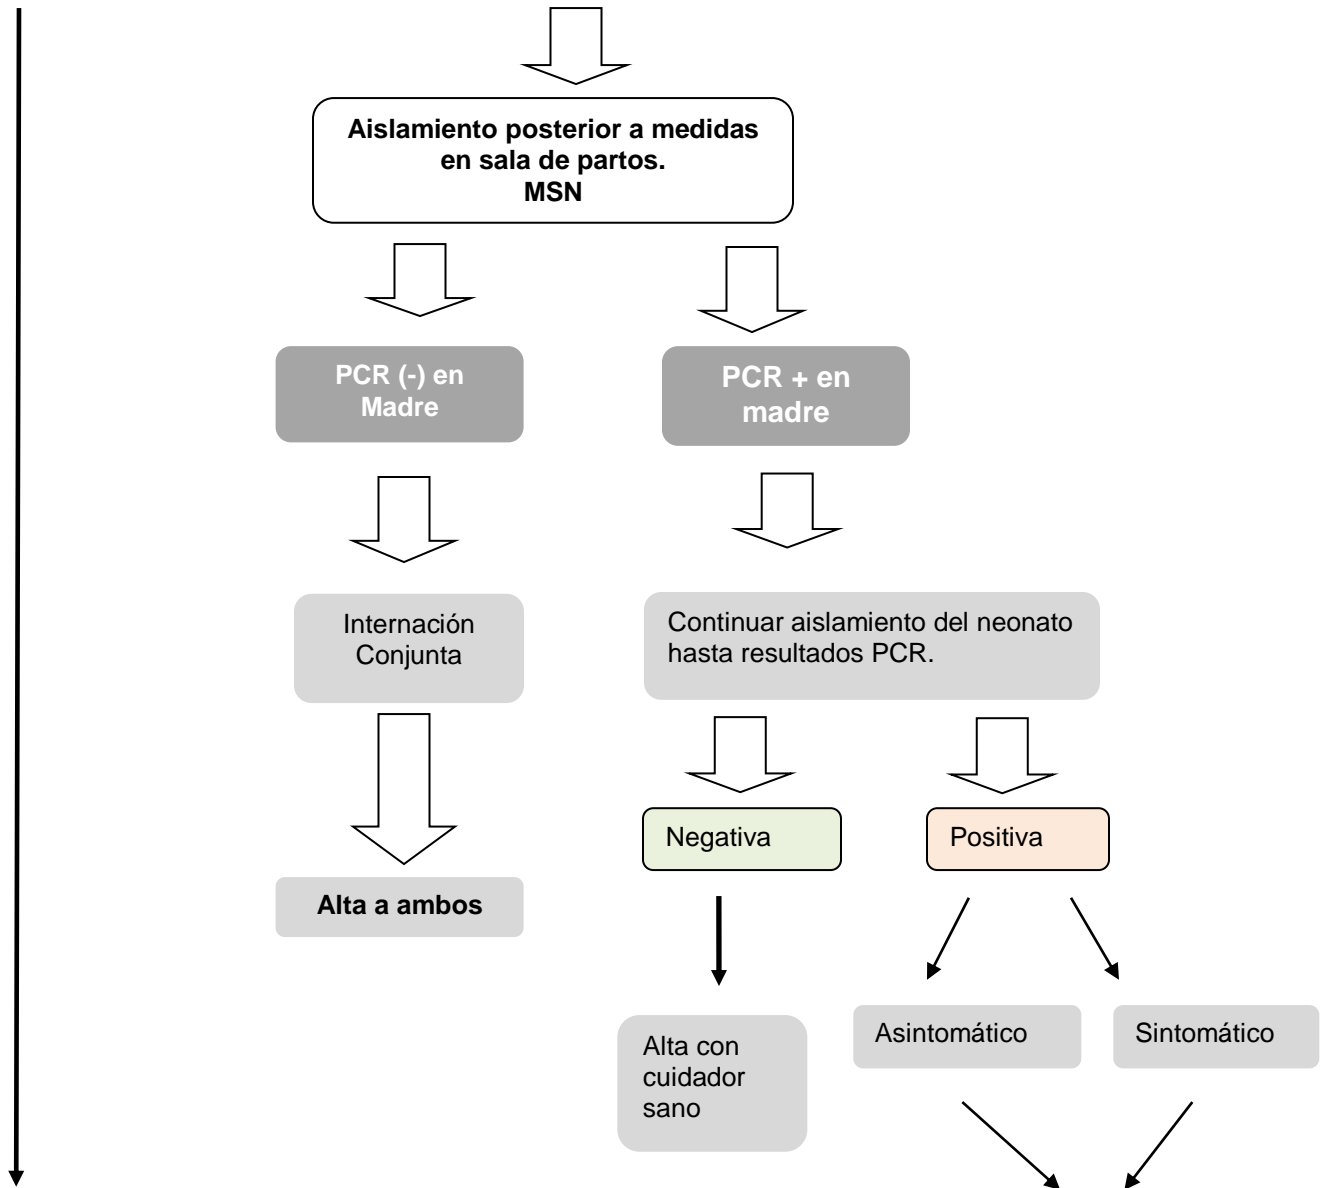 Aislamiento posterior a medidas
en sala de partos.
MSN
PCR (-) en
Madre
PCR + en
madre
Internación
Conjunta
Continuar aislamiento del neonato
hasta resultados PCR.
Negativa
Positiva
Alta a ambos
Alta con
cuidador
sano
Asintomático
Sintomático